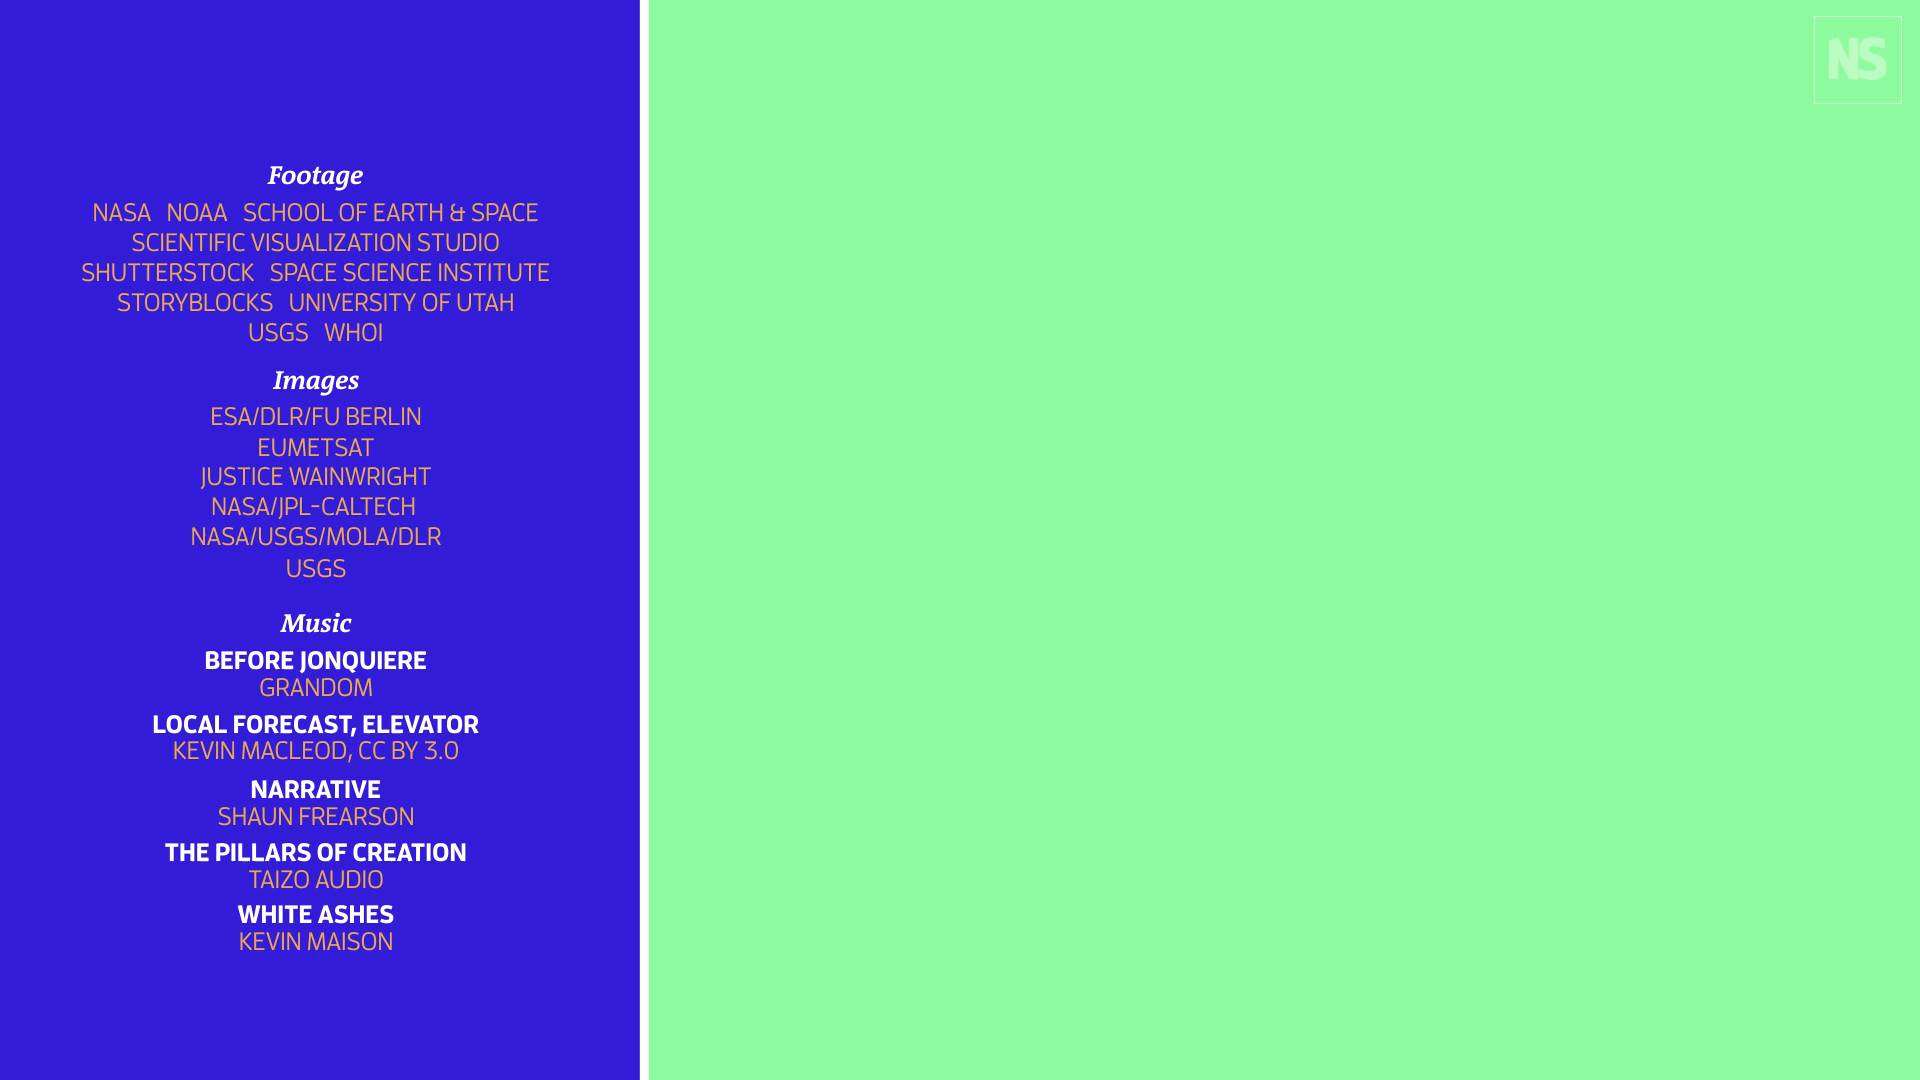 NS
Footage
NASA NOAA SCHOOL OF EARTH & SPACE
SCIENTIFIC VISUALIZATION STUDIO
SHUTTERSTOCK SPACE SCIENCE INSTITUTE
STORYBLOCKS UNIVERSITY OF UTAH
USGS WHOI
Images
ESA/DLR/FU BERLIN
EUMETSAT
JUSTICE WAINWRIGHT
NASA/JPL-CALTECH
NASA/USGS/MOLA/DLR
USGS
Music
BEFORE JONQUIERE
GRANDOM
LOCAL FORECAST, ELEVATOR
KEVIN MACLEOD, CC BY 3.0
NARRATIVE
SHAUN FREARSON
THE PILLARS OF CREATION
TAIZO AUDIO
WHITE ASHES
KEVIN MAISON